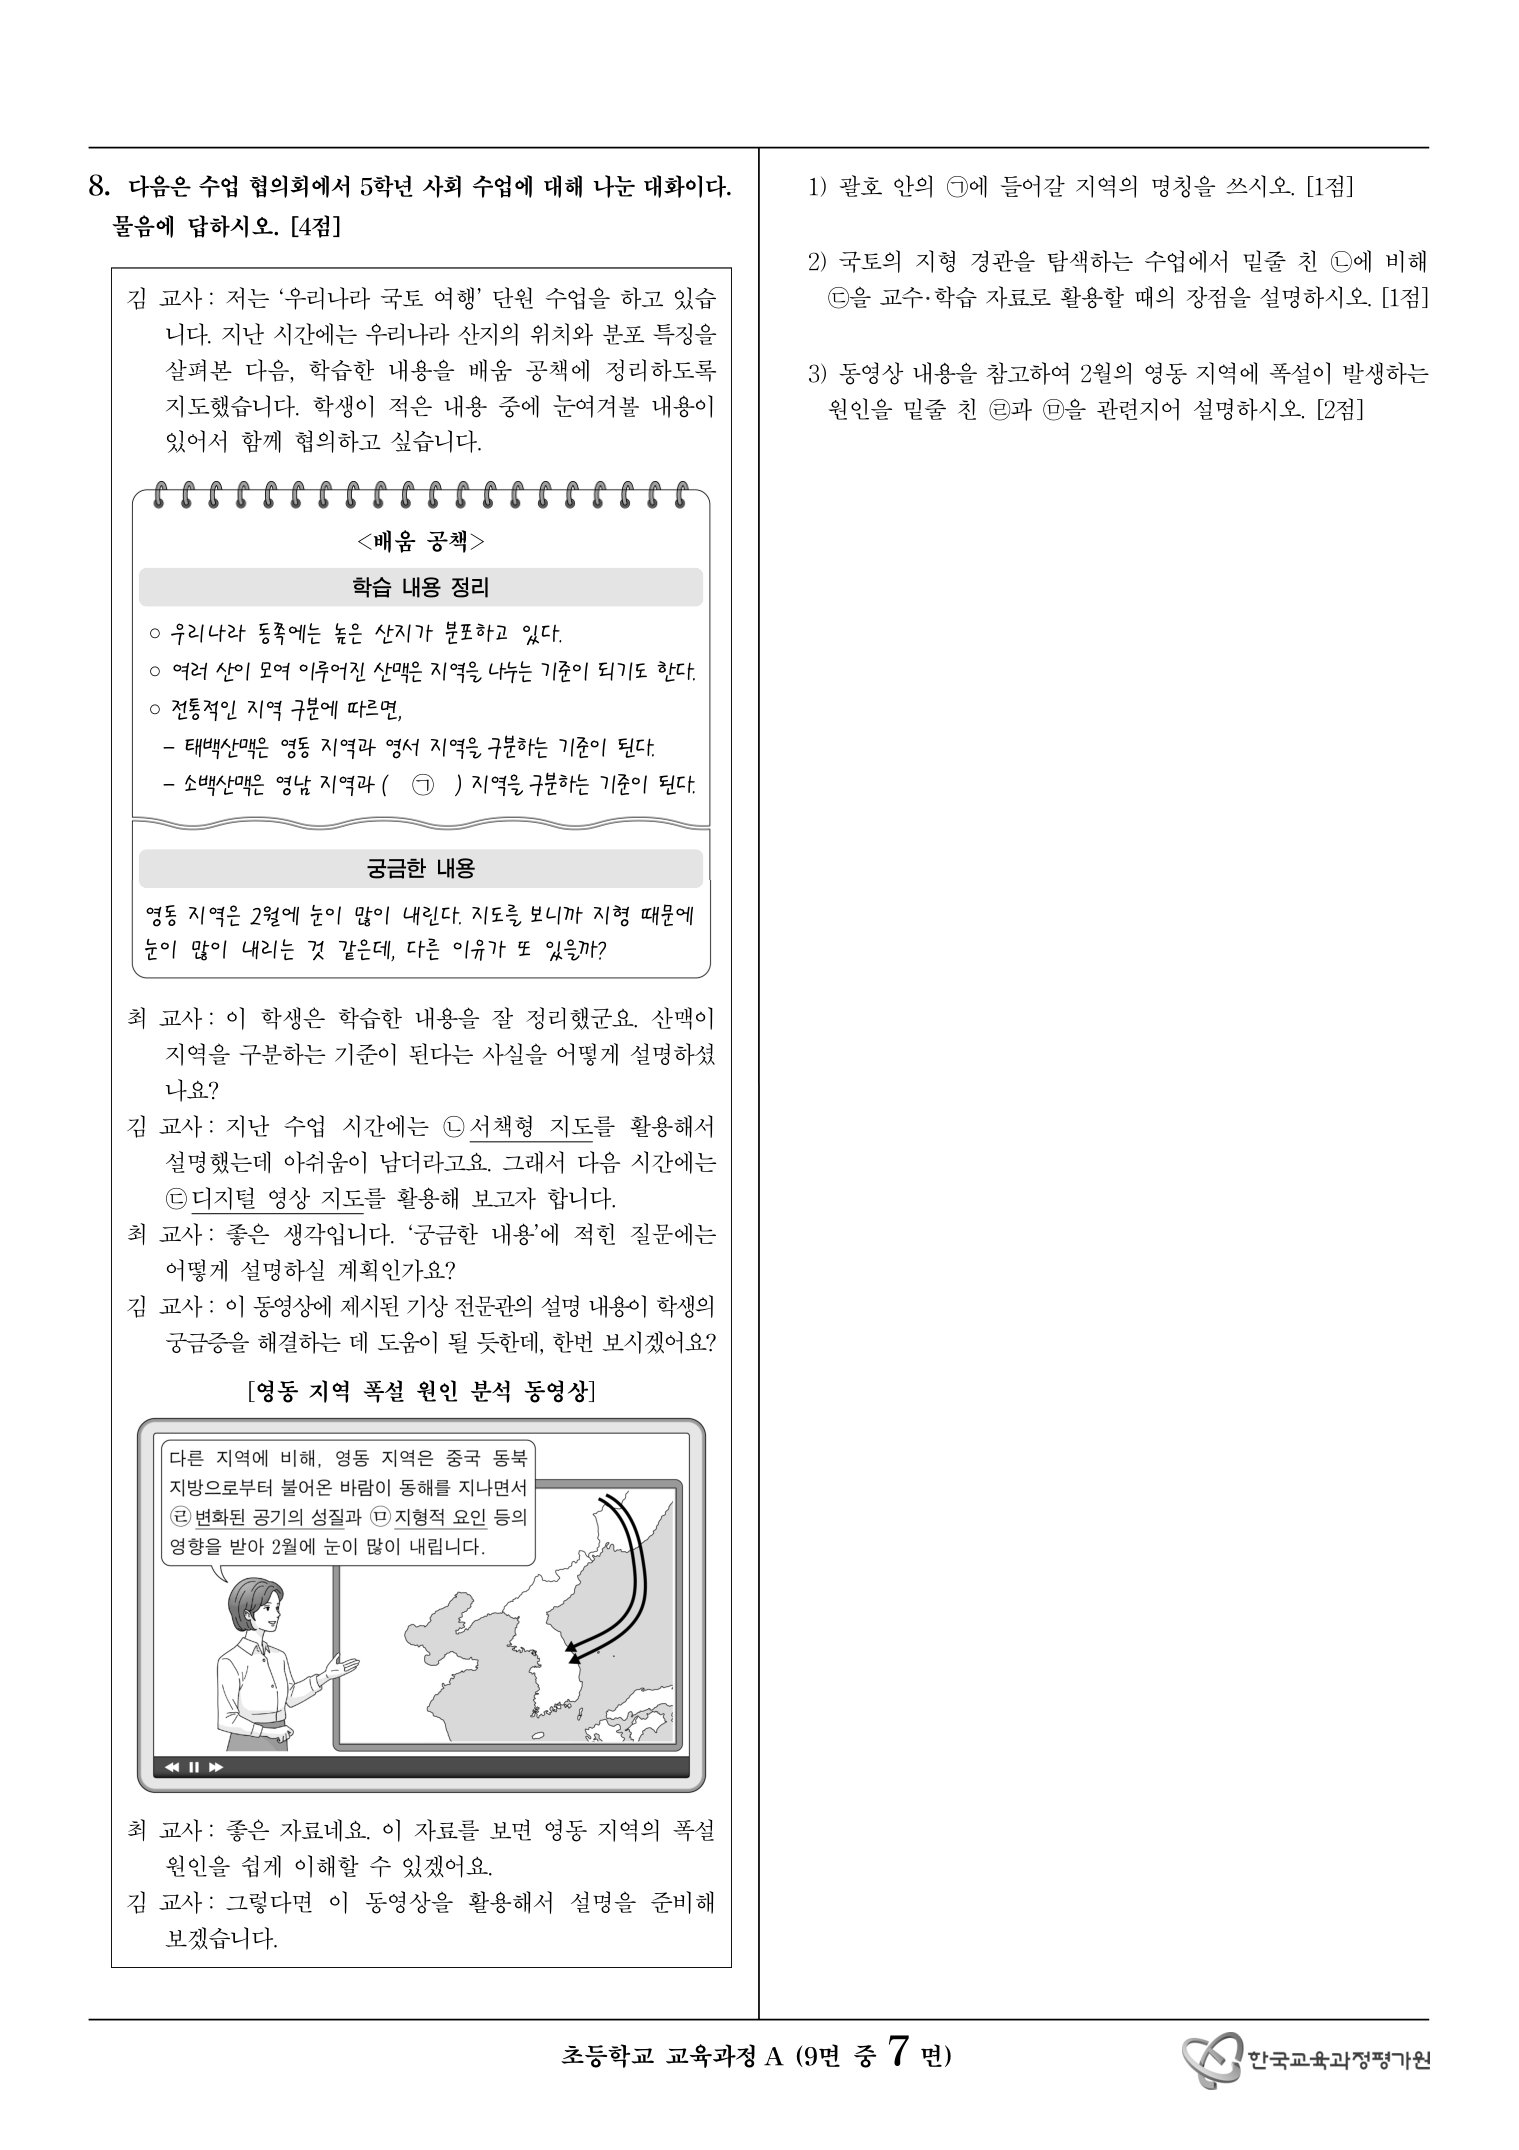 8. 다음은 수업 협의회에서 5학년 사회 수업에 대해 나눈 대화이다.
물음에 답하시오. [4점]
김 교사 : 저는 ‘우리나라 국토 여행’ 단원 수업을 하고 있습
니다. 지난 시간에는 우리나라 산지의 위치와 분포 특징을
살펴본 다음, 학습한 내용을 배움 공책에 정리하도록
지도했습니다. 학생이 적은 내용 중에 눈여겨볼 내용이
있어서 함께 협의하고 싶습니다.
<배움 공책>
학습 내용 정리
○ 우리나라 동쪽에는 높은 산지가 분포하고 있다.
○ 여러 산이 모여 이루어진 산맥은 지역을 나누는 기준이 되기도 한다.
○ 전통적인 지역 구분에 따르면,
- 태백산맥은 영동 지역과 영서 지역을 구분하는 기준이 된다.
- 소백산맥은 영남 지역과 ( ㉠ ) 지역을 구분하는 기준이 된다.
궁금한 내용
영동 지역은 2월에 눈이 많이 내린다. 지도를 보니까 지형 때문에
눈이 많이 내리는 것 같은데, 다른 이유가 또 있을까?
최 교사 : 이 학생은 학습한 내용을 잘 정리했군요. 산맥이
지역을 구분하는 기준이 된다는 사실을 어떻게 설명하셨
나요?
김 교사 : 지난 수업 시간에는 ㉡서책형 지도를 활용해서
설명했는데 아쉬움이 남더라고요. 그래서 다음 시간에는
㉢디지털 영상 지도를 활용해 보고자 합니다.
최 교사 : 좋은 생각입니다. ‘궁금한 내용’에 적힌 질문에는
어떻게 설명하실 계획인가요?
김 교사 : 이 동영상에 제시된 기상 전문관의 설명 내용이 학생의
궁금증을 해결하는 데 도움이 될 듯한데, 한번 보시겠어요?
[영동 지역 폭설 원인 분석 동영상]
다른 지역에 비해, 영동 지역은 중국 동북
지방으로부터 불어온 바람이 동해를 지나면서
㉣변화된 공기의 성질과 ㉤지형적 요인 등의
영향을 받아 2월에 눈이 많이 내립니다.
최 교사 : 좋은 자료네요. 이 자료를 보면 영동 지역의 폭설
원인을 쉽게 이해할 수 있겠어요.
김 교사 : 그렇다면 이 동영상을 활용해서 설명을 준비해
보겠습니다.
1) 괄호 안의 ㉠에 들어갈 지역의 명칭을 쓰시오. [1점]
2) 국토의 지형 경관을 탐색하는 수업에서 밑줄 친 ㉡에 비해
㉢을 교수·학습 자료로 활용할 때의 장점을 설명하시오. [1점]
3) 동영상 내용을 참고하여 2월의 영동 지역에 폭설이 발생하는
원인을 밑줄 친 ㉣과 ㉤을 관련지어 설명하시오. [2점]
초등학교 교육과정 A (9면 중 7 면)
한국교육과정평가원